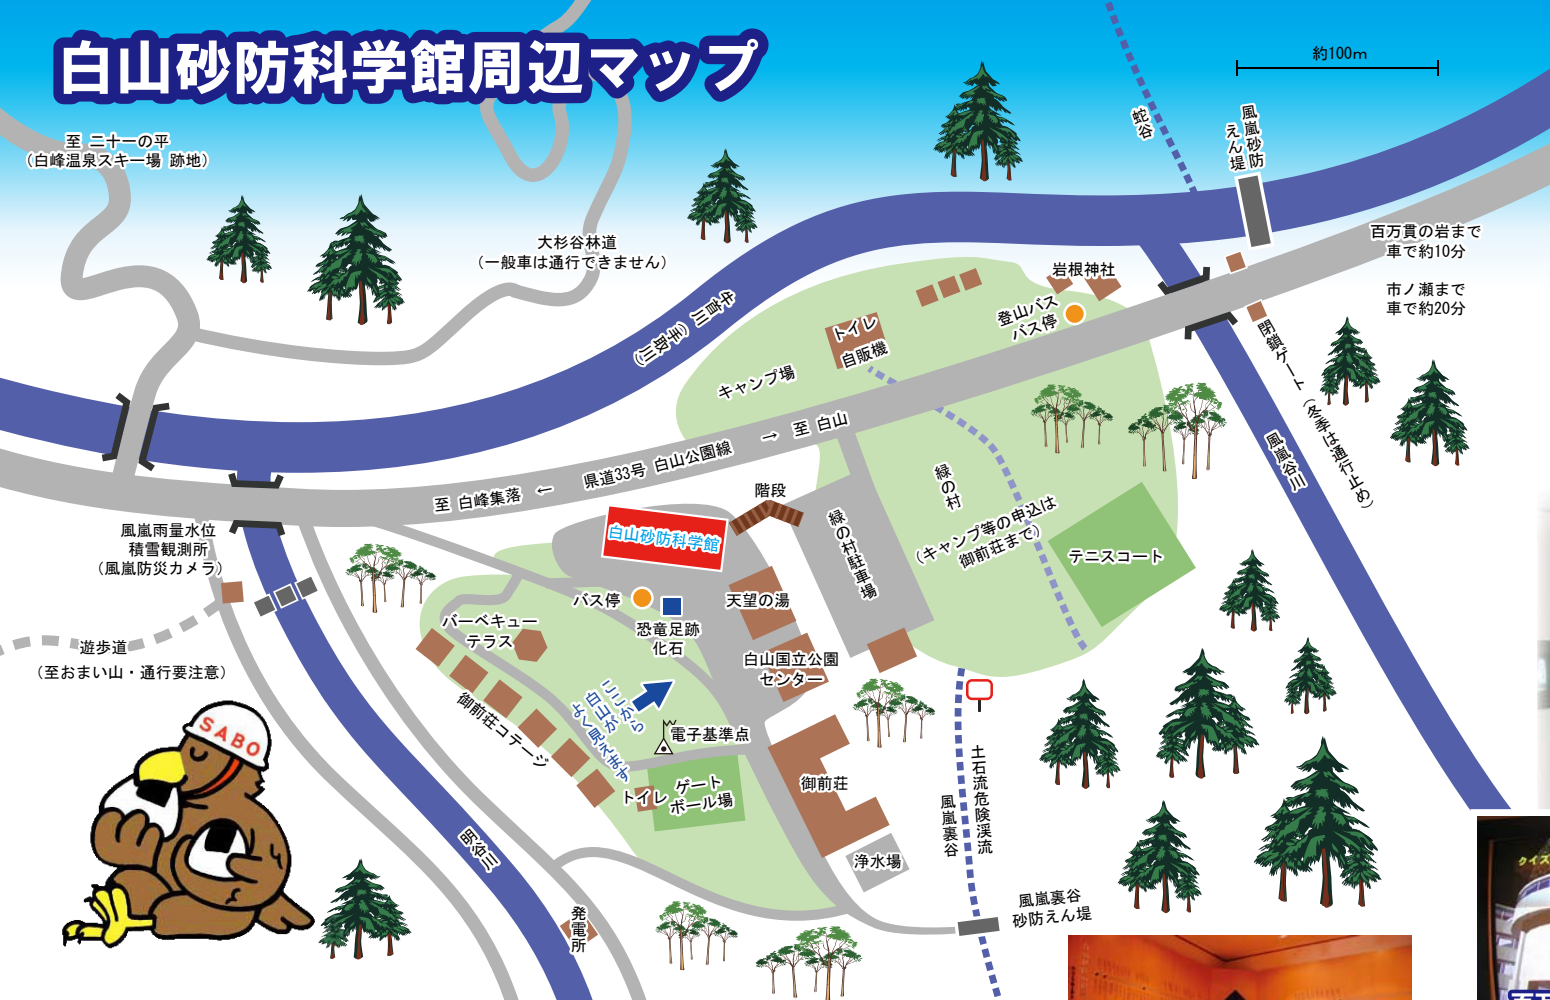 白山砂防科学館周辺マップ
約100m
至 二十一の平
（白峰温泉スキー場 跡地）
蛇谷
風嵐砂防
えん堤
大杉谷林道
（一般車は通行できません）
百万貫の岩まで
車で約10分
市ノ瀬まで
車で約20分
岩根神社
登山バス
バス停
牛首川（手取川）
トイレ
自販機
キャンプ場
閉鎖ゲート（冬季は通行止め）
至 白峰集落 ← 県道33号 白山公園線 → 至 白山
風嵐谷川
緑の村
（キャンプ等の申込は
御前荘まで）
テニスコート
階段
白山砂防科学館
緑の村駐車場
風嵐雨量水位
積雪観測所
（風嵐防災カメラ）
バス停
恐竜足跡
化石
天望の湯
バーベキュー
テラス
遊歩道
（至おまい山・通行要注意）
白山国立公園
センター
御前荘コテージ
ここから
白山が
よく見えます
電子基準点
SABO
トイレ
ゲート
ボール場
御前荘
土石流危険渓流
風嵐裏谷
明谷川
浄水場
風嵐裏谷
砂防えん堤
発電所
クイズ